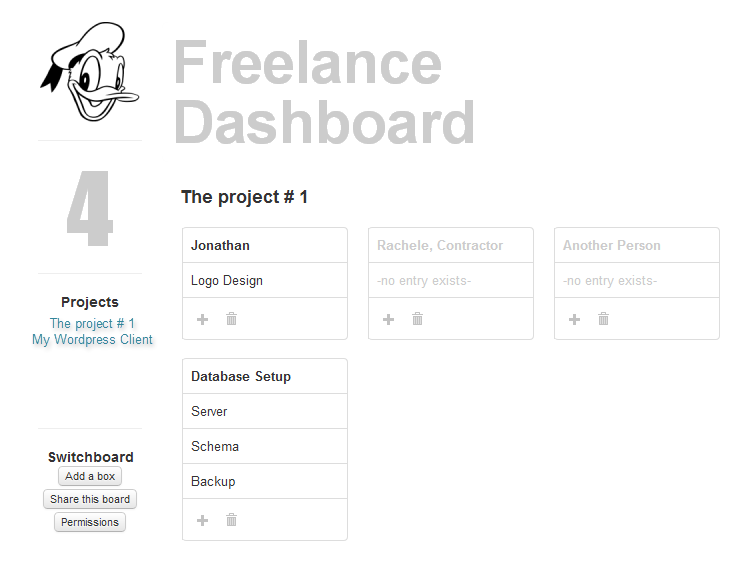 Freelance
Dashboard
4
Projects
The project # 1
My Wordpress Client
Switchboard
Add a box
Share this board
Permissions
The project # 1
Jonathan
Logo Design
Rachele, Contractor
-no entry exists-
Another Person
-no entry exists-
Database Setup
Server
Schema
Backup